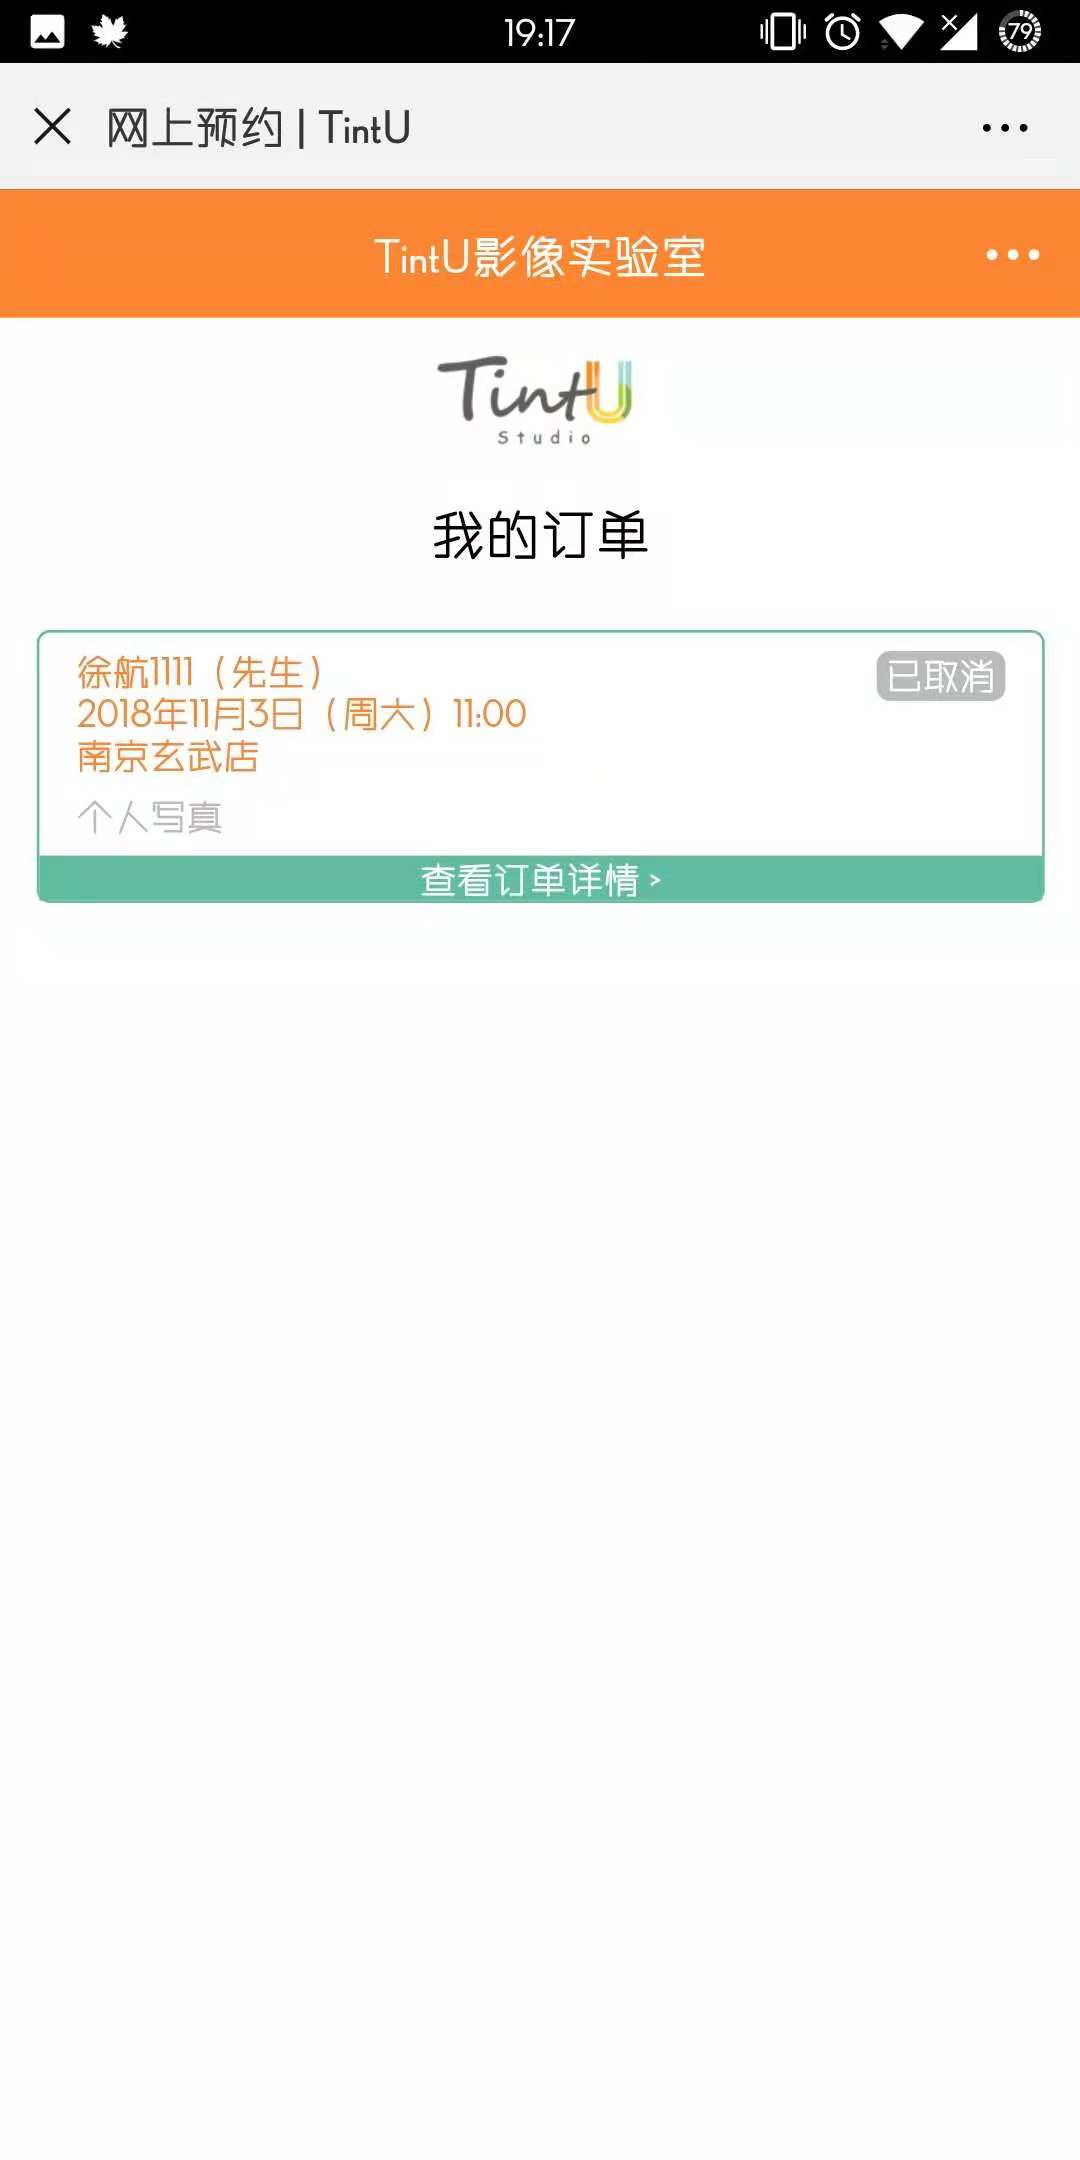 19:17
79
网上预约 | TintU
TintU影像实验室
TintU
Studio
我的订单
徐航1111（先生）
已取消
2018年11月3日（周六）11:00
南京玄武店
个人写真
查看订单详情 >